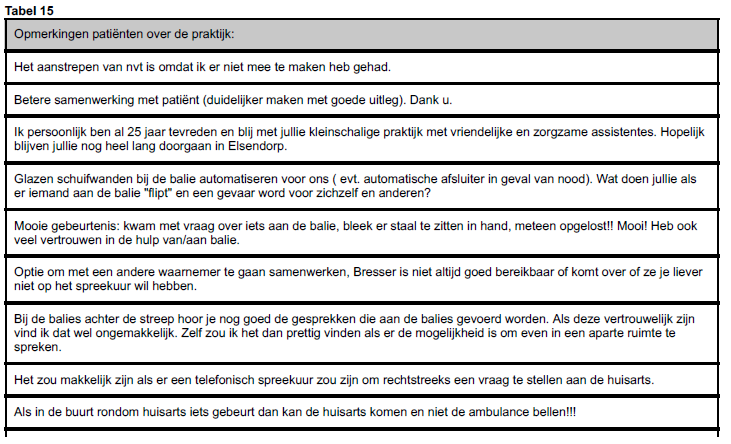 Tabel 15
Opmerkingen patiënten over de praktijk:
Het aanstrepen van nvt is omdat ik er niet mee te maken heb gehad.
Betere samenwerking met patiënt (duidelijker maken met goede uitleg). Dank u.
Ik persoonlijk ben al 25 jaar tevreden en blij met jullie kleinschalige praktijk met vriendelijke en zorgzame assistentes. Hopelijk
blijven jullie nog heel lang doorgaan in Elsendorp.
Glazen schuifwanden bij de balie automatiseren voor ons ( evt. automatische afsluiter in geval van nood). Wat doen jullie als
er iemand aan de balie "flipt" en een gevaar word voor zichzelf en anderen?
Mooie gebeurtenis: kwam met vraag over iets aan de balie, bleek er staal te zitten in hand, meteen opgelost!! Mooi! Heb ook
veel vertrouwen in de hulp van/aan balie.
Optie om met een andere waarnemer te gaan samenwerken, Bresser is niet altijd goed bereikbaar of komt over of ze je liever
niet op het spreekuur wil hebben.
Bij de balies achter de streep hoor je nog goed de gesprekken die aan de balies gevoerd worden. Als deze vertrouwelijk zijn
vind ik dat wel ongemakkelijk. Zelf zou ik het dan prettig vinden als er de mogelijkheid is om even in een aparte ruimte te
spreken.
Het zou makkelijk zijn als er een telefonisch spreekuur zou zijn om rechtstreeks een vraag te stellen aan de huisarts.
Als in de buurt rondom huisarts iets gebeurt dan kan de huisarts komen en niet de ambulance bellen!!!